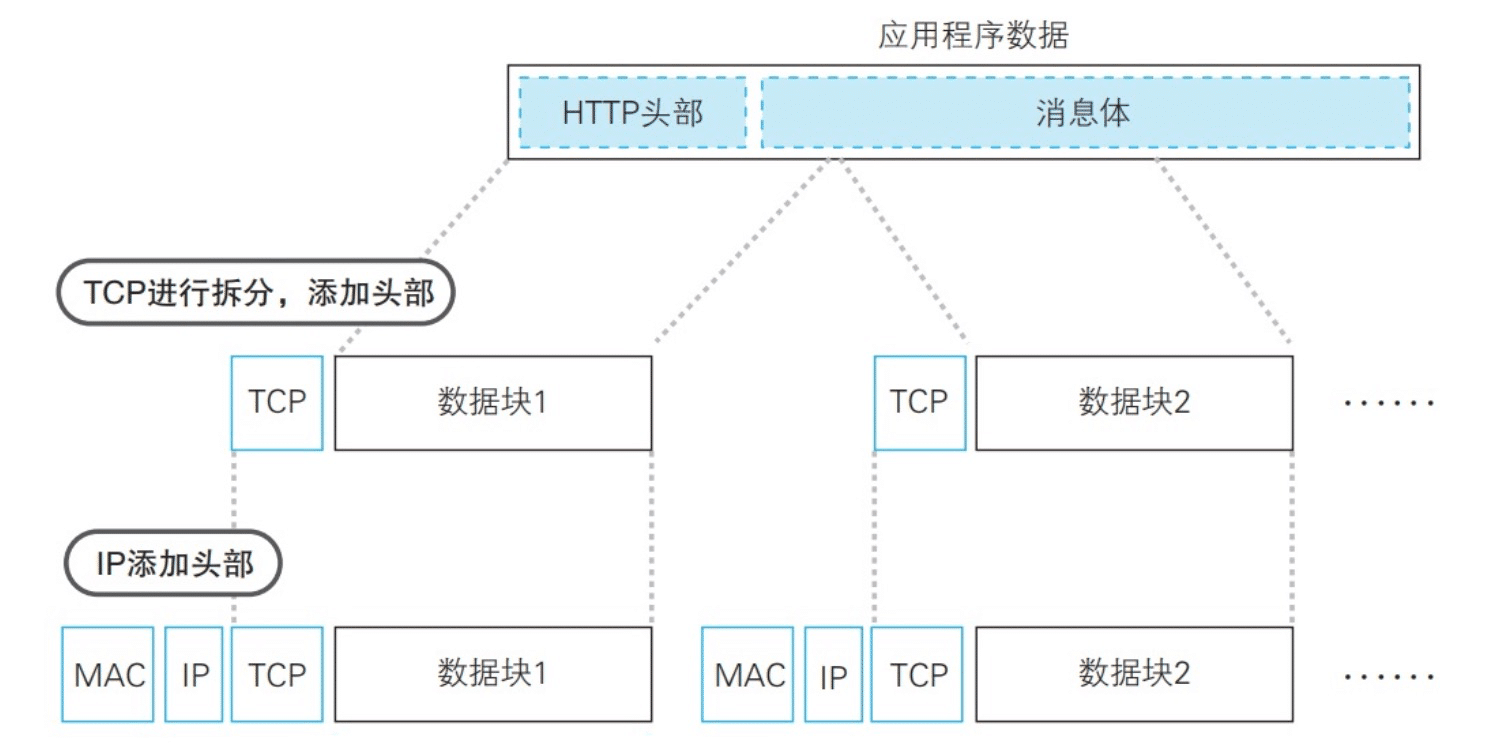 应用程序数据
HTTP头部 消息体
TCP进行拆分，添加头部
TCP 数据块1 TCP 数据块2 ······
IP添加头部
MAC IP TCP 数据块1 MAC IP TCP 数据块2 ······